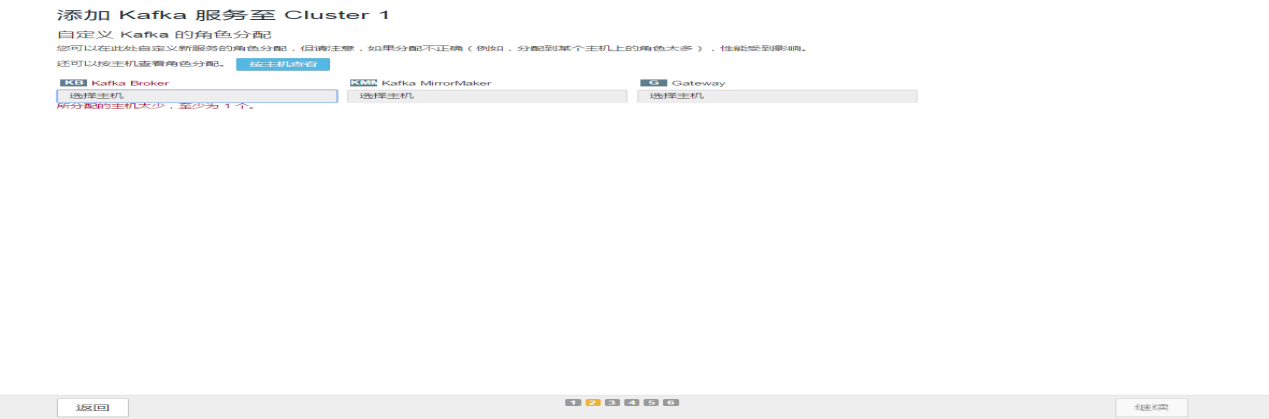 添加 Kafka 服务至 Cluster 1
自定义 Kafka 的角色分配
您可以在此处自定义新服务的角色分配，但请注意，如果分配不正确（例如，分配到某个主机上的角色太多），性能受到影响。
还可以按主机查看角色分配。 按主机查看
KB Kafka Broker KMM Kafka MirrorMaker G Gateway
选择主机 选择主机 选择主机
所分配的主机太少，至少为 1 个。
返回 1 2 3 4 5 6 继续